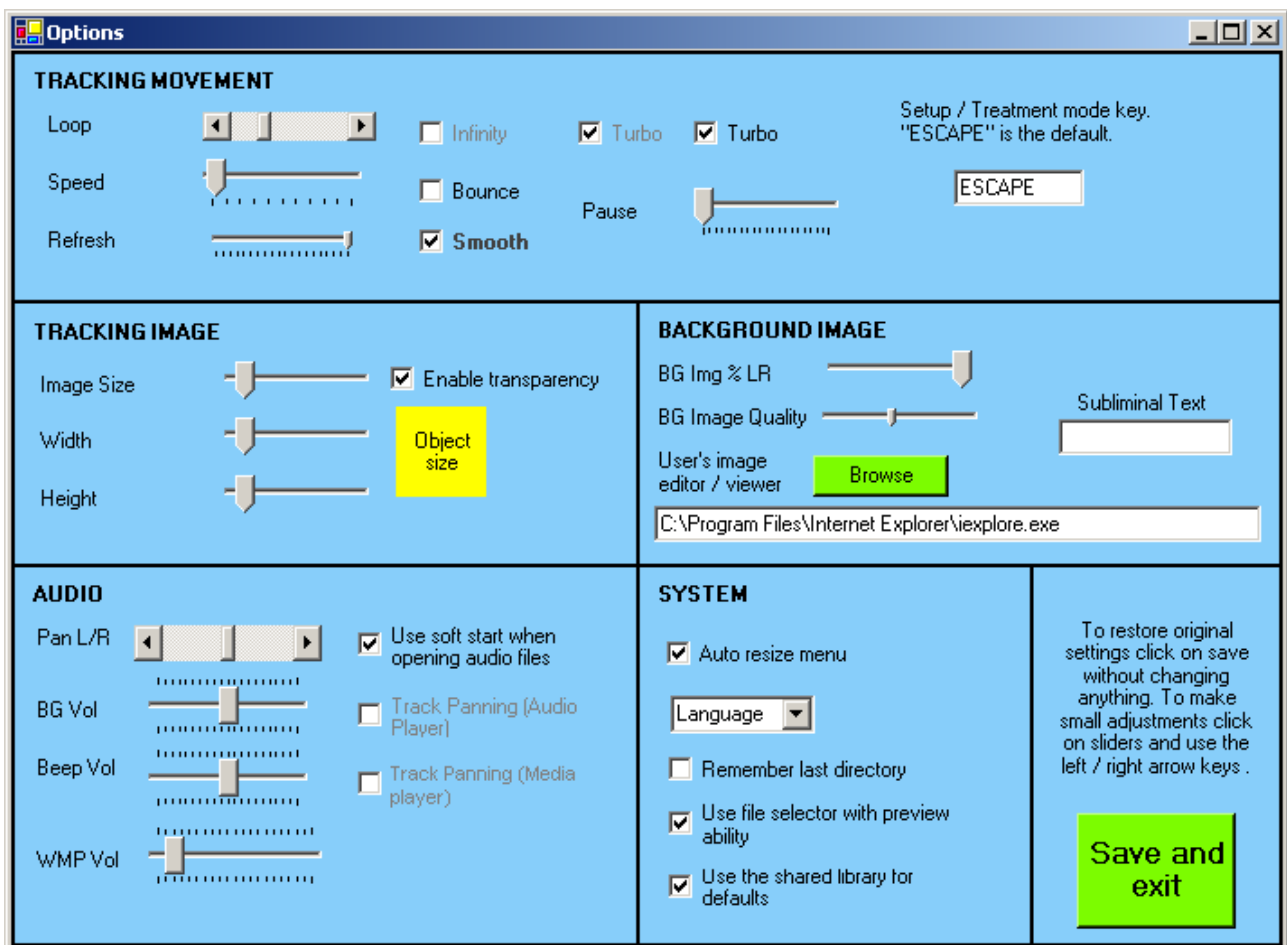 Options
TRACKING MOVEMENT
Loop
Infinity
Turbo
Turbo
Setup / Treatment mode key.
"ESCAPE" is the default.
Speed
Bounce
ESCAPE
Pause
Refresh
Smooth
TRACKING IMAGE
Image Size
Enable transparency
Width
Object
size
Height
BACKGROUND IMAGE
BG Img % LR
BG Image Quality
Subliminal Text
User's image
editor / viewer
Browse
C:\Program Files\Internet Explorer\iexplore.exe
AUDIO
Pan L/R
Use soft start when
opening audio files
BG Vol
Track Panning (Audio
Player)
Beep Vol
Track Panning (Media
player)
WMP Vol
SYSTEM
Auto resize menu
Language
Remember last directory
Use file selector with preview
ability
Use the shared library for
defaults
To restore original
settings click on save
without changing
anything. To make
small adjustments click
on sliders and use the
left / right arrow keys .
Save and
exit